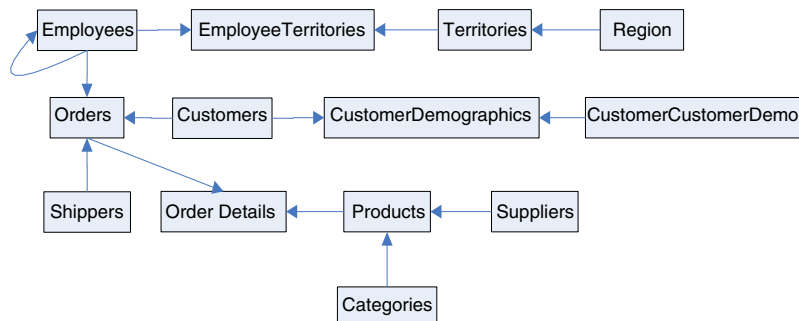 Employees
EmployeeTerritories
Territories
Region
Orders
Customers
CustomerDemographics
CustomerCustomerDemo
Shippers
Order Details
Products
Suppliers
Categories